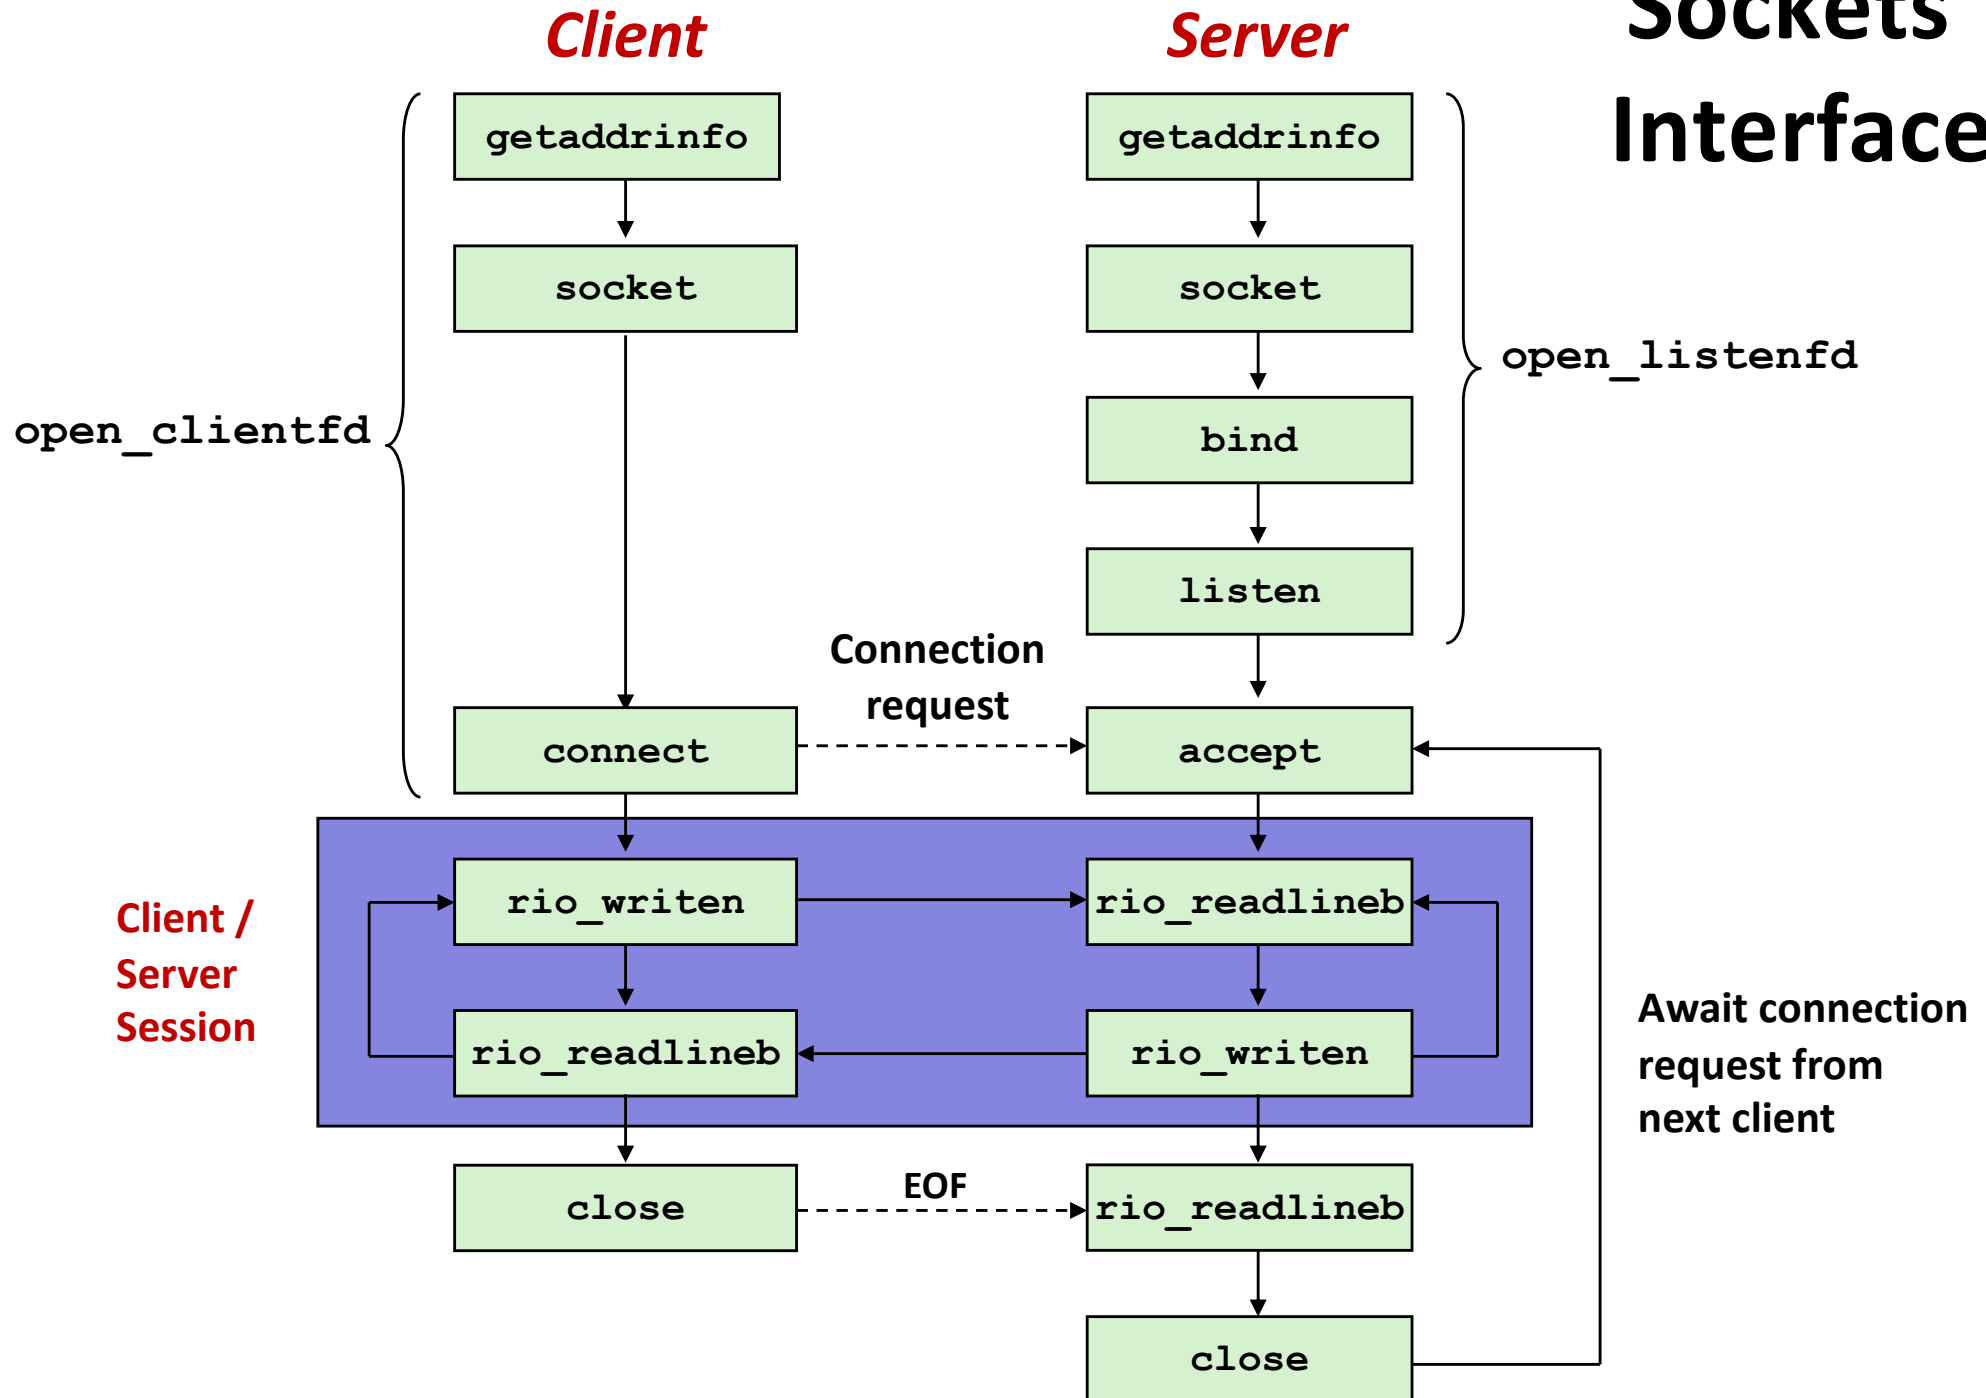 Client
Server
Sockets
Interface
getaddrinfo
getaddrinfo
socket
socket
open_listenfd
open_clientfd
bind
listen
Connection
request
connect
accept
Client /
Server
Session
rio_writen
rio_readlineb
rio_readlineb
rio_writen
Await connection
request from
next client
close
EOF
rio_readlineb
close